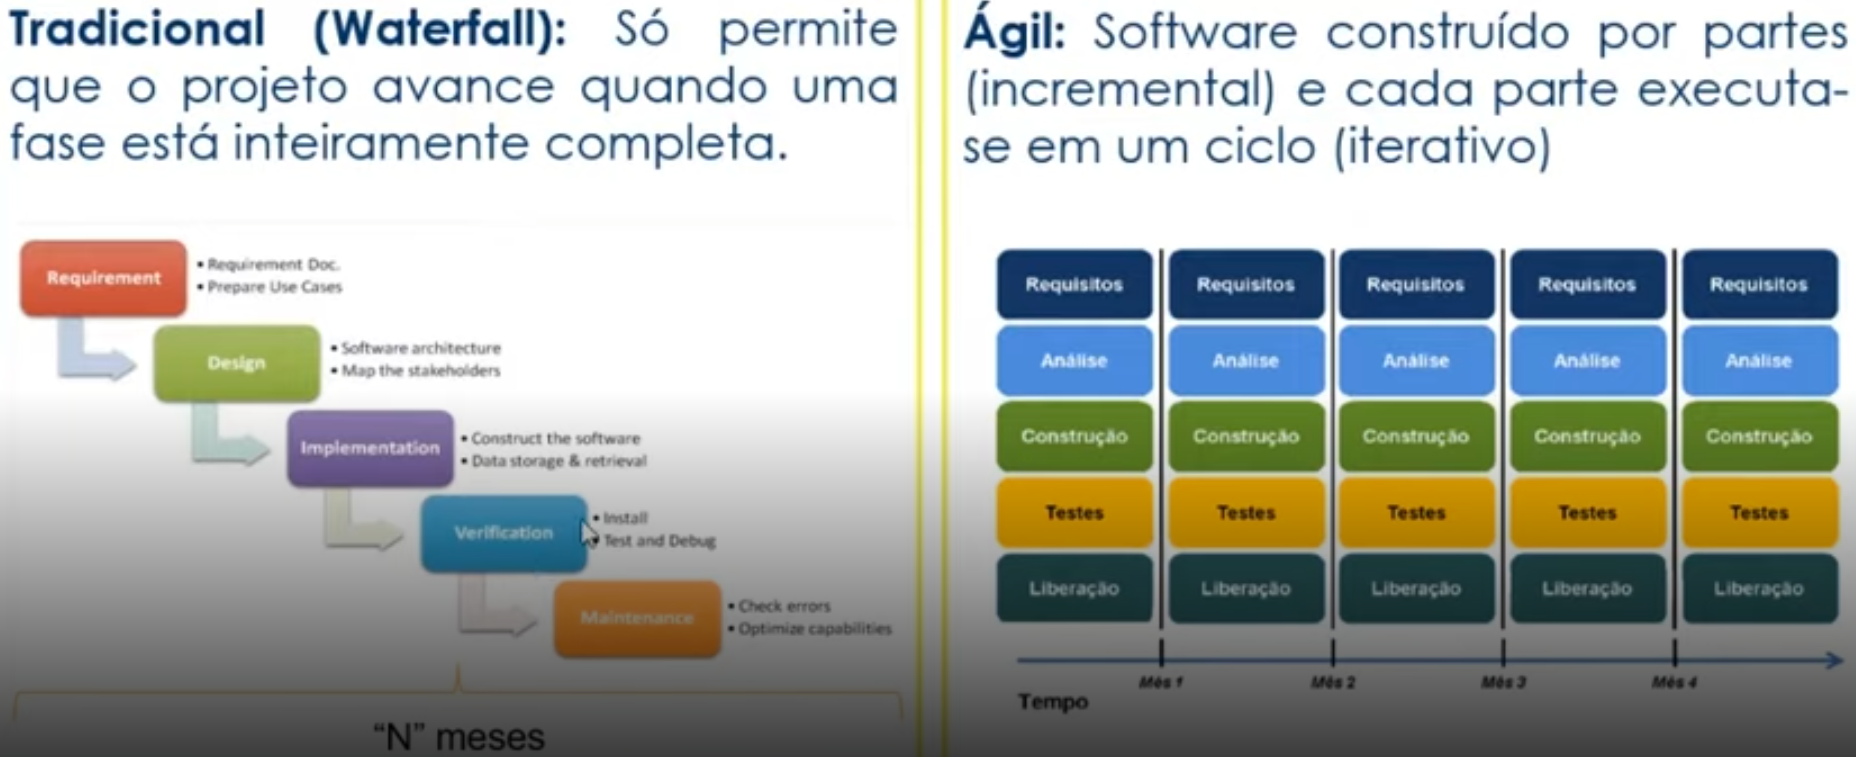 Tradicional (Waterfall): Só permite
que o projeto avance quando uma
fase está inteiramente completa.
Requirement
• Requirement Doc.
• Prepare Use Cases
Design
• Software architecture
• Map the stakeholders
Implementation
• Construct the software
• Data storage & retrieval
Verification
• Install
• Test and Debug
Maintenance
• Check errors
• Optimize capabilities
“N” meses
Ágil: Software construído por partes
(incremental) e cada parte executa-
se em um ciclo (iterativo)
Requisitos Requisitos Requisitos Requisitos Requisitos
Análise Análise Análise Análise Análise
Construção Construção Construção Construção Construção
Testes Testes Testes Testes Testes
Liberação Liberação Liberação Liberação Liberação
Mês 1 Mês 2 Mês 3 Mês 4
Tempo